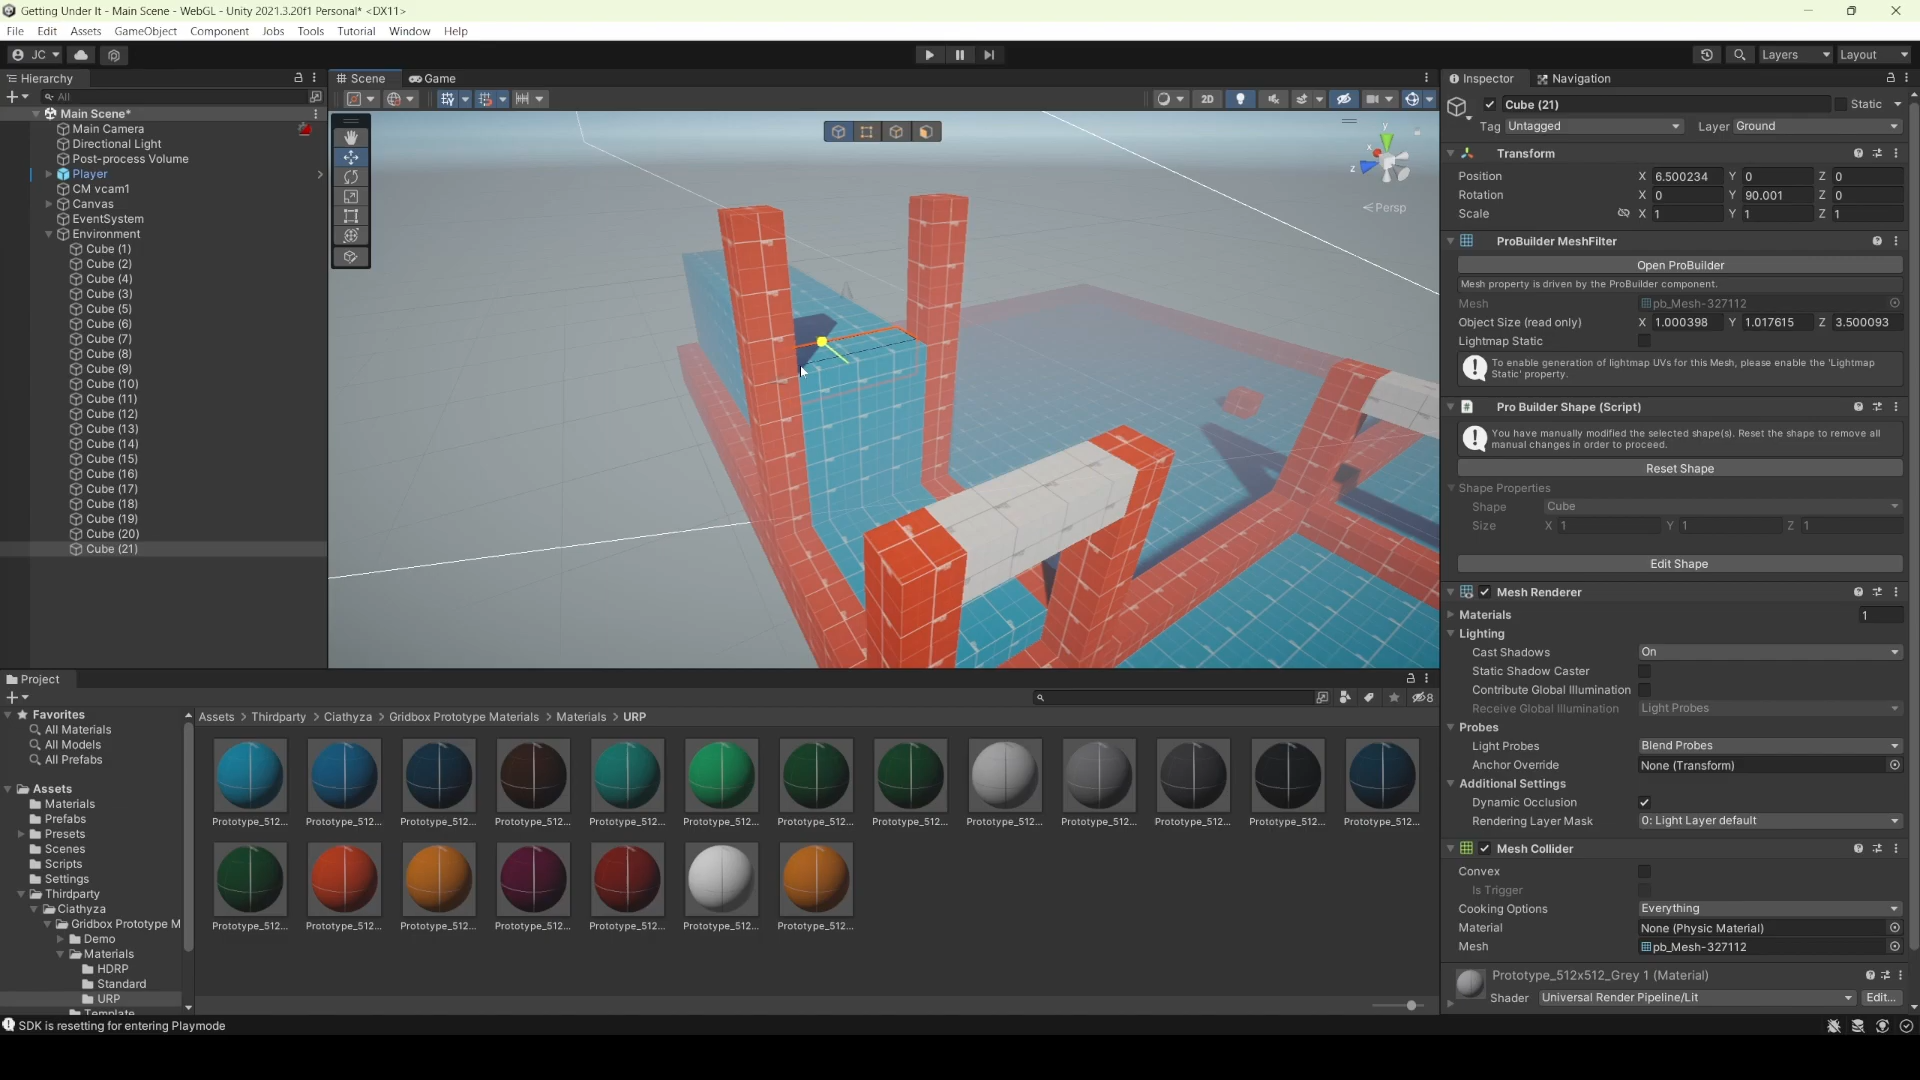 Getting Under It - Main Scene - WebGL - Unity 2021.3.20f1 Personal* <DX11>
File Edit Assets GameObject Component Jobs Tools Tutorial Window Help
JC
Layers Layout
Hierarchy
All
Main Scene*
Main Camera
Directional Light
Post-process Volume
Player
CM vcam1
Canvas
EventSystem
Environment
Cube (1)
Cube (2)
Cube (4)
Cube (3)
Cube (5)
Cube (6)
Cube (7)
Cube (8)
Cube (9)
Cube (10)
Cube (11)
Cube (12)
Cube (13)
Cube (14)
Cube (15)
Cube (16)
Cube (17)
Cube (18)
Cube (19)
Cube (20)
Cube (21)
Scene Game
2D
y
x
z
Persp
Inspector Navigation
Cube (21) Static
Tag Untagged Layer Ground
Transform
Position X 6.500234 Y 0 Z 0
Rotation X 0 Y 90.001 Z 0
Scale X 1 Y 1 Z 1
ProBuilder MeshFilter
Open ProBuilder
Mesh property is driven by the ProBuilder component.
Mesh pb_Mesh-327112
Object Size (read only) X 1.000398 Y 1.017615 Z 3.500093
Lightmap Static
To enable generation of lightmap UVs for this Mesh, please enable the 'Lightmap
Static' property.
Pro Builder Shape (Script)
You have manually modified the selected shape(s). Reset the shape to remove all
manual changes in order to proceed.
Reset Shape
Shape Properties
Shape Cube
Size X 1 Y 1 Z 1
Edit Shape
Mesh Renderer
Materials 1
Lighting
Cast Shadows On
Static Shadow Caster
Contribute Global Illumination
Receive Global Illumination Light Probes
Probes
Light Probes Blend Probes
Anchor Override None (Transform)
Additional Settings
Dynamic Occlusion
Rendering Layer Mask 0: Light Layer default
Mesh Collider
Convex
Is Trigger
Cooking Options Everything
Material None (Physic Material)
Mesh pb_Mesh-327112
Prototype_512x512_Grey 1 (Material)
Shader Universal Render Pipeline/Lit Edit...
Project
8
Favorites
All Materials
All Models
All Prefabs
Assets
Materials
Prefabs
Presets
Scenes
Scripts
Settings
Thirdparty
Ciathyza
Gridbox Prototype M
Demo
Materials
HDRP
Standard
URP
Template
Assets > Thirdparty > Ciathyza > Gridbox Prototype Materials > Materials > URP
Prototype_512... Prototype_512... Prototype_512... Prototype_512... Prototype_512... Prototype_512... Prototype_512... Prototype_512... Prototype_512... Prototype_512... Prototype_512... Prototype_512... Prototype_512...
Prototype_512... Prototype_512... Prototype_512... Prototype_512... Prototype_512... Prototype_512... Prototype_512...
SDK is resetting for entering Playmode